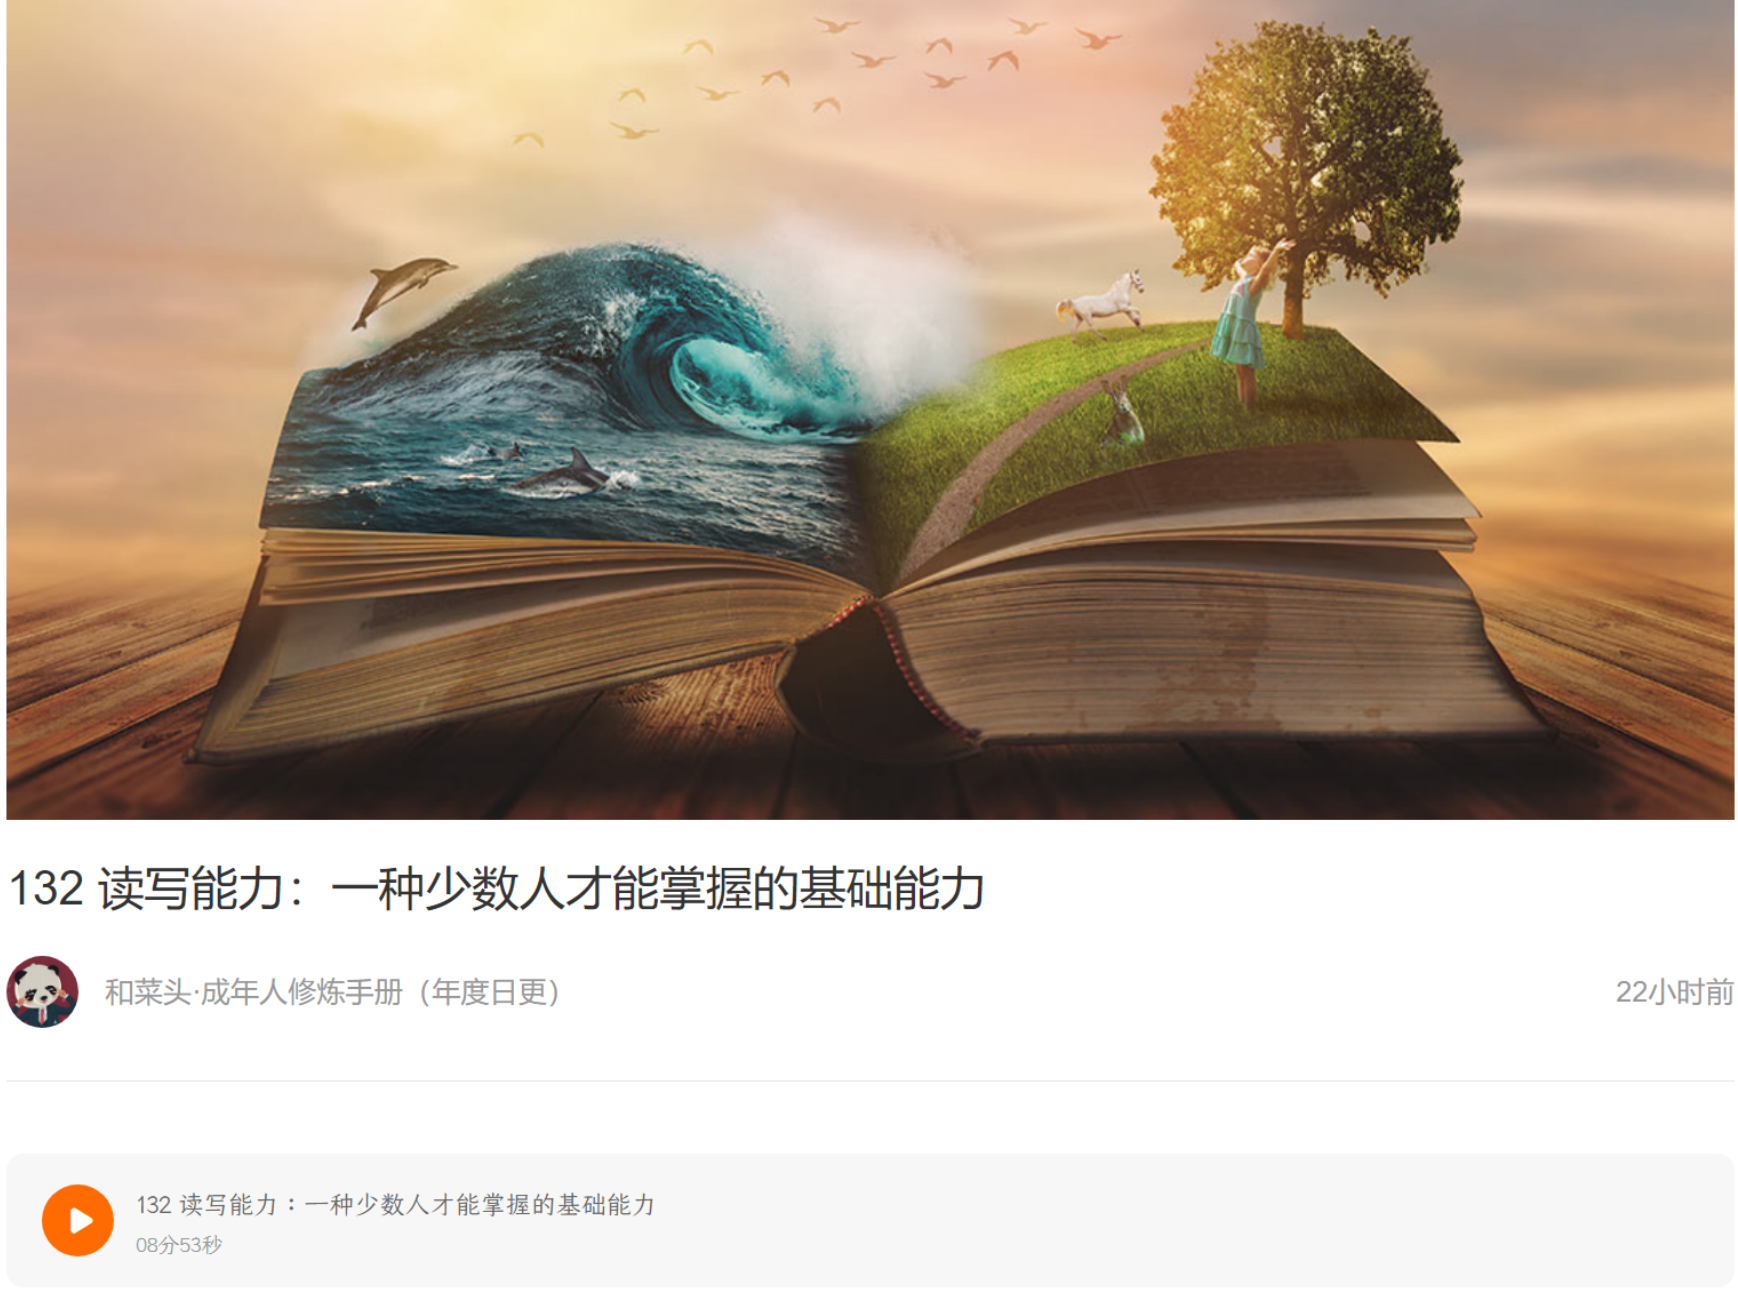 132 读写能力：一种少数人才能掌握的基础能力
和菜头·成年人修炼手册（年度日更）
22小时前
132 读写能力：一种少数人才能掌握的基础能力
08分53秒